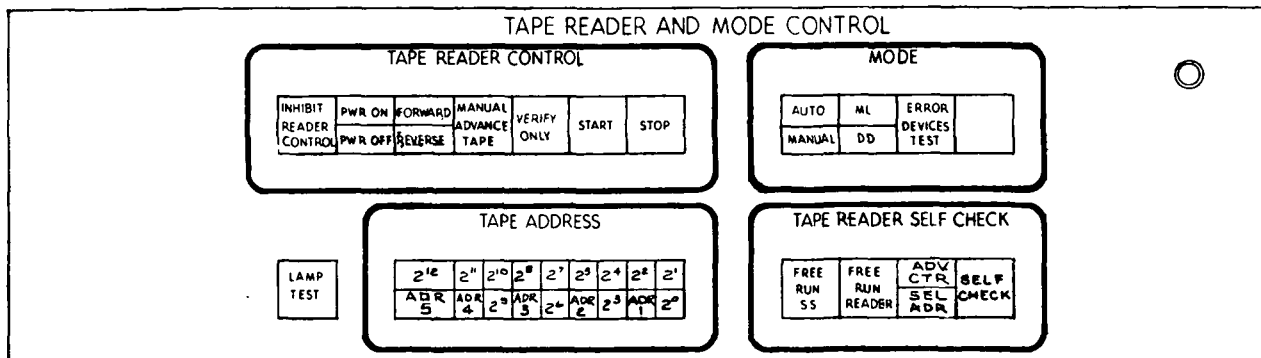 TAPE READER AND MODE CONTROL
TAPE READER CONTROL
INHIBIT READER CONTROL
PWR ON
PWR OFF
FORWARD
REVERSE
MANUAL ADVANCE TAPE
VERIFY ONLY
START
STOP
MODE
AUTO
MANUAL
ML
DD
ERROR DEVICES TEST
LAMP TEST
TAPE ADDRESS
2¹² 2¹¹ 2¹⁰ 2⁸ 2⁷ 2⁵ 2⁴ 2² 2¹
ADR 5 ADR 4 2⁹ ADR 3 2⁶ ADR 2 2³ ADR 1 2⁰
TAPE READER SELF CHECK
FREE RUN SS
FREE RUN READER
ADV CTR
SEL ADR
SELF CHECK